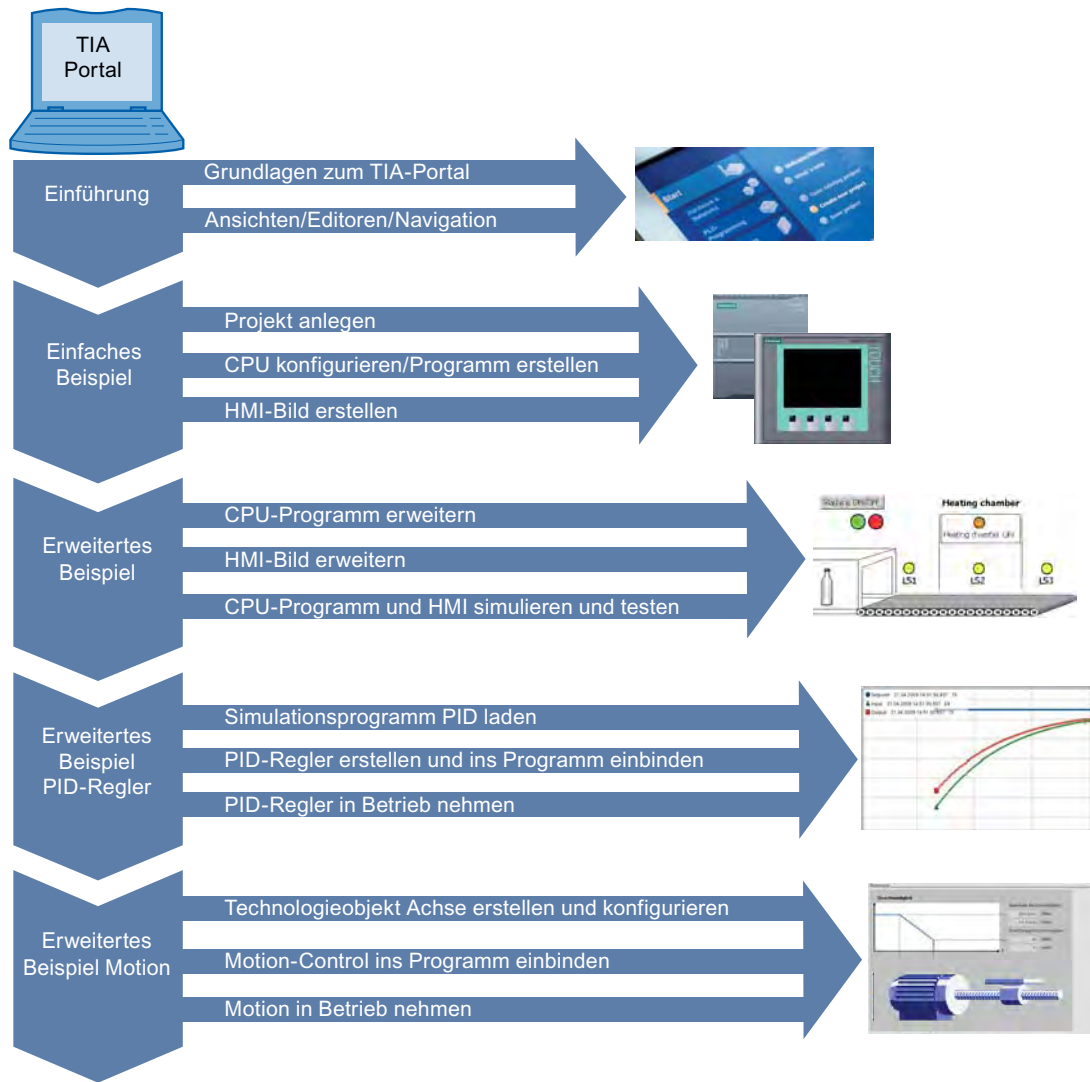 TIA
Portal
Einführung
Grundlagen zum TIA-Portal
Ansichten/Editoren/Navigation
Start
Einfaches
Beispiel
Projekt anlegen
CPU konfigurieren/Programm erstellen
HMI-Bild erstellen
TOUCH
Erweitertes
Beispiel
CPU-Programm erweitern
HMI-Bild erweitern
CPU-Programm und HMI simulieren und testen
Heating chamber
LS1
LS2
LS3
Erweitertes
Beispiel
PID-Regler
Simulationsprogramm PID laden
PID-Regler erstellen und ins Programm einbinden
PID-Regler in Betrieb nehmen
Erweitertes
Beispiel Motion
Technologieobjekt Achse erstellen und konfigurieren
Motion-Control ins Programm einbinden
Motion in Betrieb nehmen